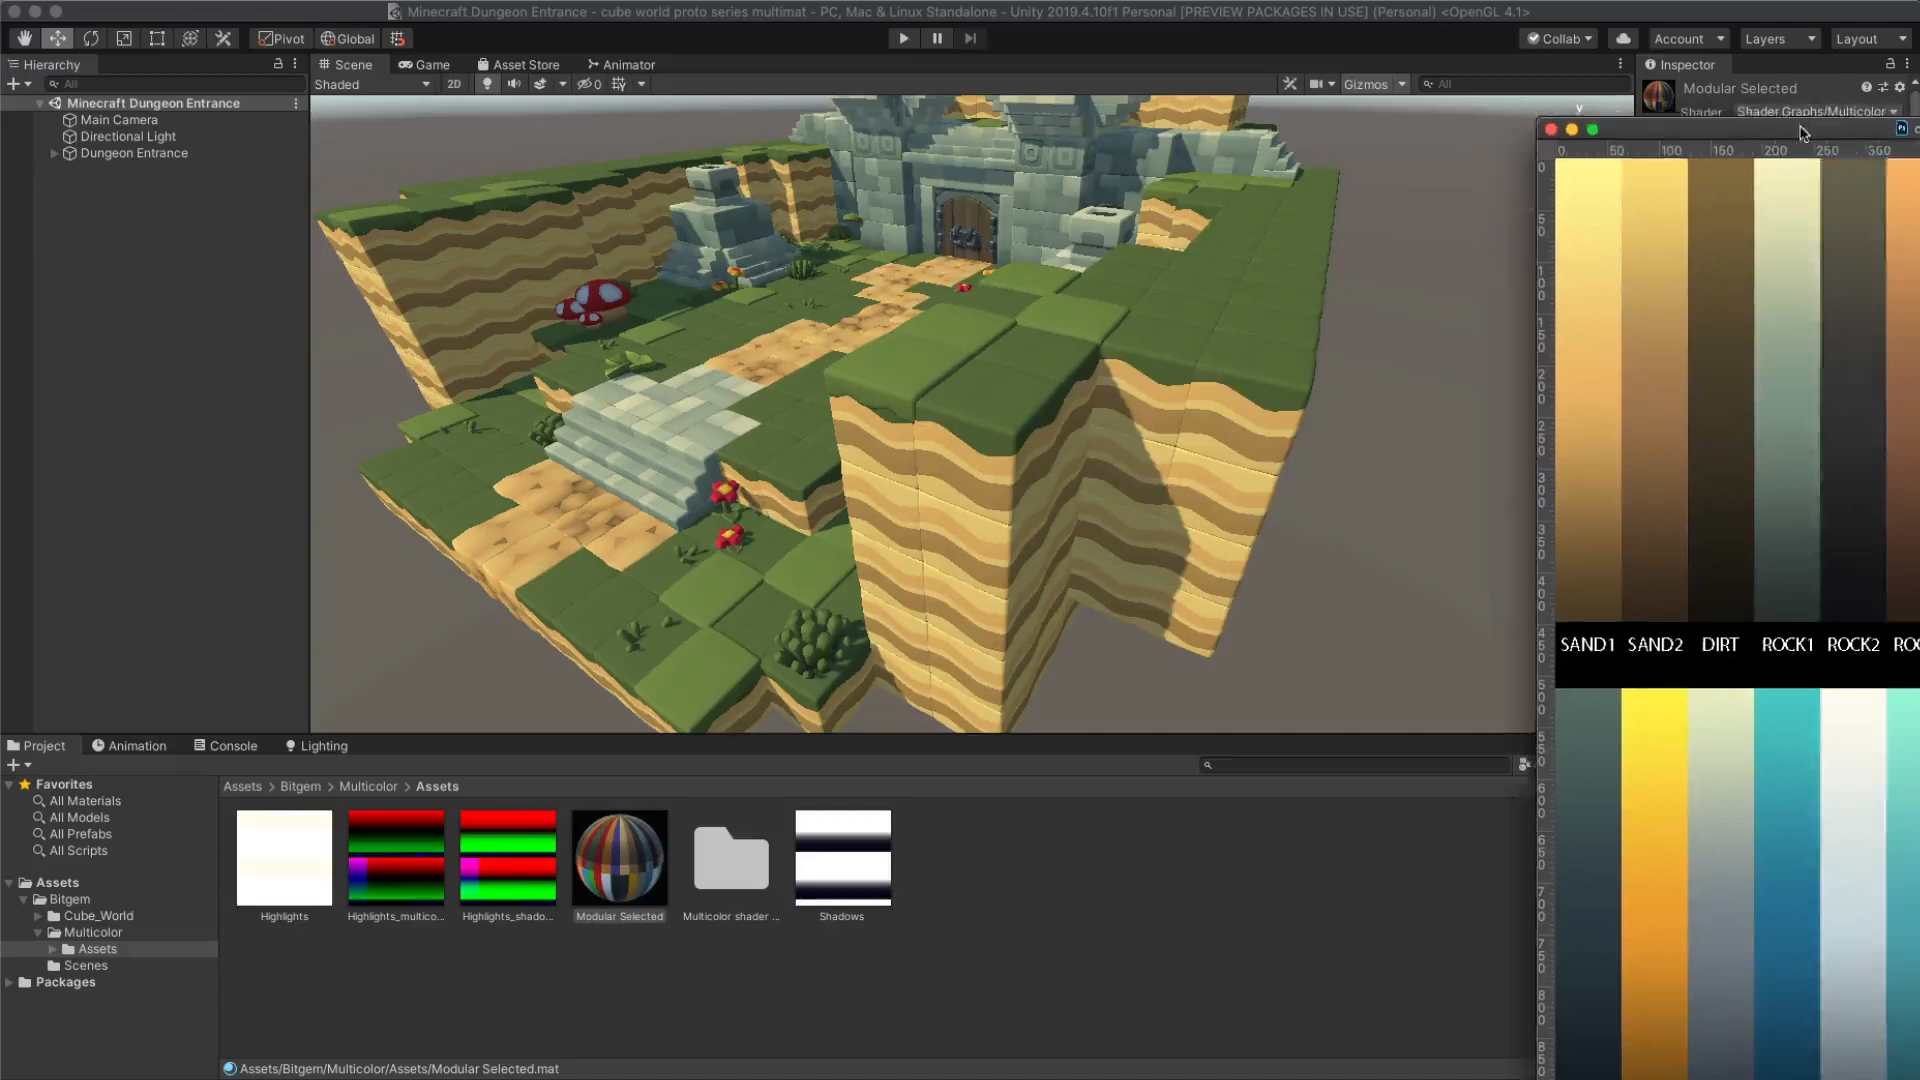 Minecraft Dungeon Entrance - cube world proto series multimat - PC, Mac & Linux Standalone - Unity 2019.4.10f1 Personal [PREVIEW PACKAGES IN USE] (Personal) <OpenGL 4.1>
Pivot Global Collab Account Layers Layout
Hierarchy Scene Game Asset Store Animator Inspector
All Shaded 2D 0 Gizmos All Modular Selected
Minecraft Dungeon Entrance
Shader Shader Graphs/Multicolor
Main Camera
Directional Light
Dungeon Entrance
0 50 100 150 200 250 350
SAND1 SAND2 DIRT ROCK1 ROCK2
Project Animation Console Lighting
Favorites
All Materials
All Models
All Prefabs
All Scripts
Assets
Bitgem
Cube_World
Multicolor
Assets
Scenes
Packages
Assets > Bitgem > Multicolor > Assets
Highlights Highlights_multico... Highlights_shado... Modular Selected Multicolor shader ... Shadows
Assets/Bitgem/Multicolor/Assets/Modular Selected.mat